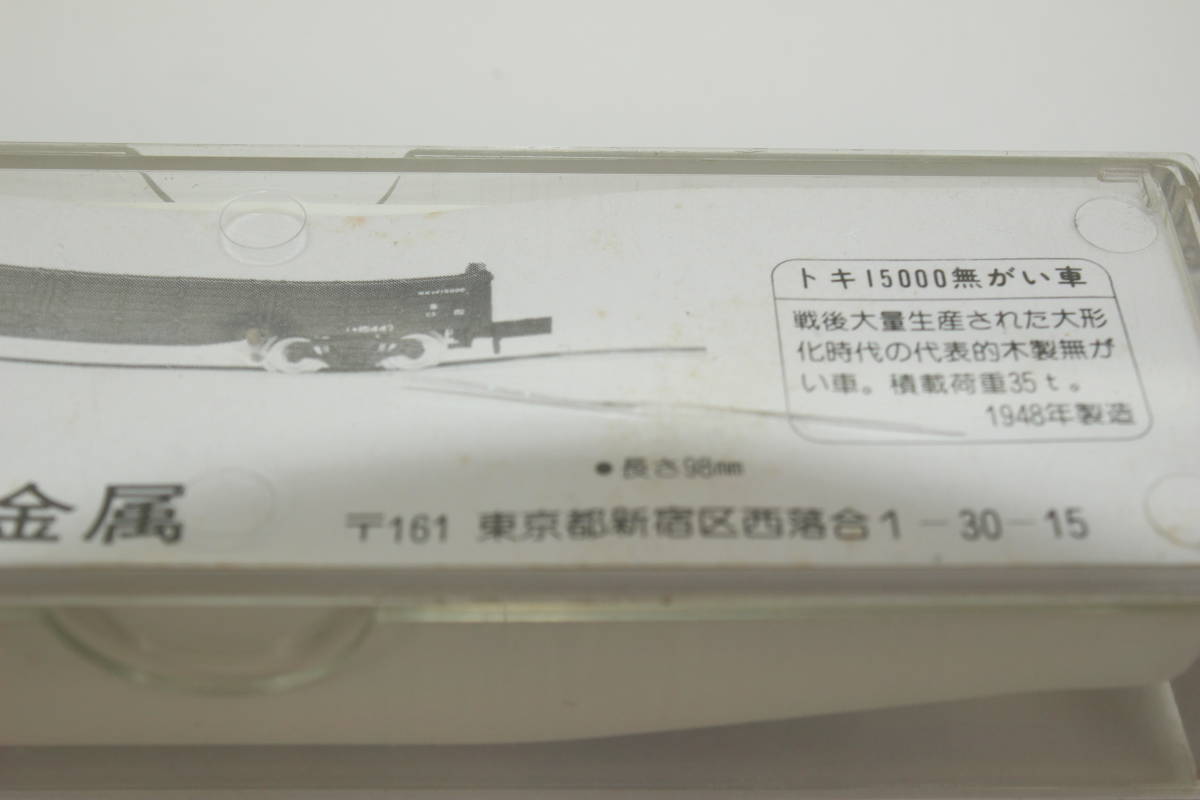 トキ15000無がい車
戦後大量生産された大形
化時代の代表的木製無が
い車。積載荷重35t。
1948年製造
●長さ98mm
金属
〒161 東京都新宿区西落合1-30-15